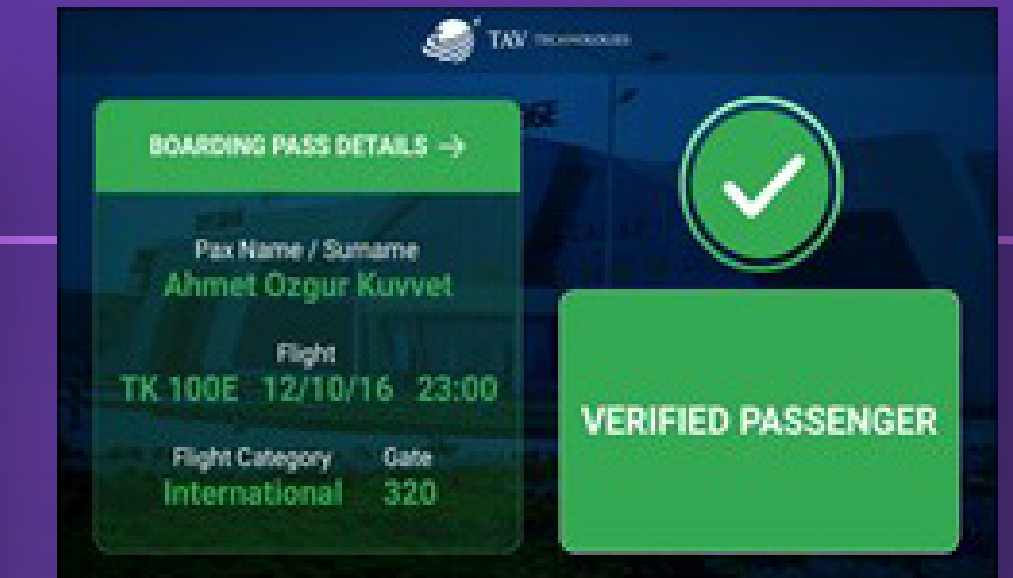 TAV TECHNOLOGIES
BOARDING PASS DETAILS →
Pax Name / Surname
Ahmet Ozgur Kuvvet
Flight
TK 100E 12/10/16 23:00
Flight Category Gate
International 320
VERIFIED PASSENGER